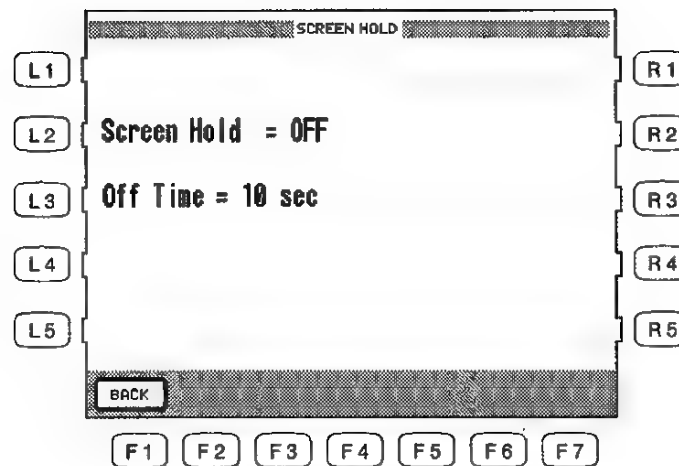 SCREEN HOLD
L1
R1
L2 Screen Hold = OFF R2
L3 Off Time = 10 sec R3
L4
R4
L5
R5
BACK
F1 F2 F3 F4 F5 F6 F7